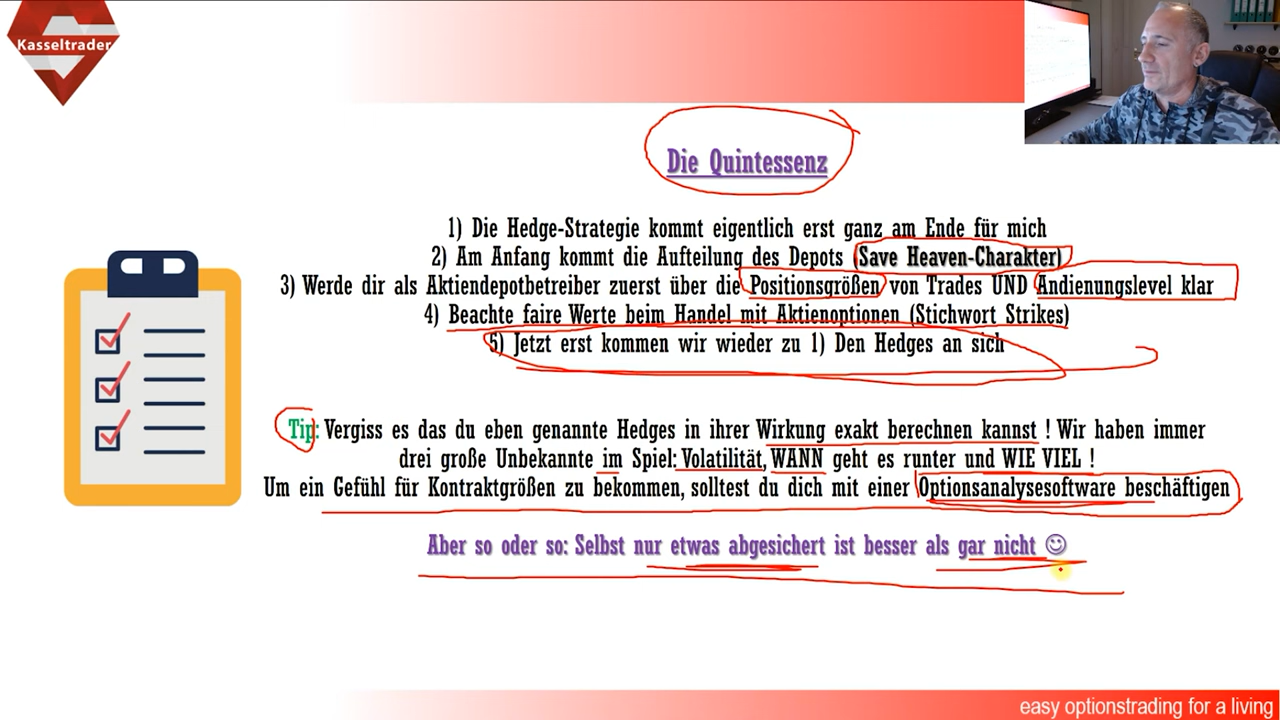 Kasseltrader
Die Quintessenz
1) Die Hedge-Strategie kommt eigentlich erst ganz am Ende für mich
2) Am Anfang kommt die Aufteilung des Depots (Save Heaven-Charakter)
3) Werde dir als Aktiendepotbetreiber zuerst über die Positionsgrößen von Trades UND Andienungslevel klar
4) Beachte faire Werte beim Handel mit Aktienoptionen (Stichwort Strikes)
5) Jetzt erst kommen wir wieder zu 1) Den Hedges an sich
Tip: Vergiss es das du eben genannte Hedges in ihrer Wirkung exakt berechnen kannst ! Wir haben immer
drei große Unbekannte im Spiel: Volatilität, WANN geht es runter und WIE VIEL !
Um ein Gefühl für Kontraktgrößen zu bekommen, solltest du dich mit einer Optionsanalysesoftware beschäftigen
Aber so oder so: Selbst nur etwas abgesichert ist besser als gar nicht ☺
easy optionstrading for a living